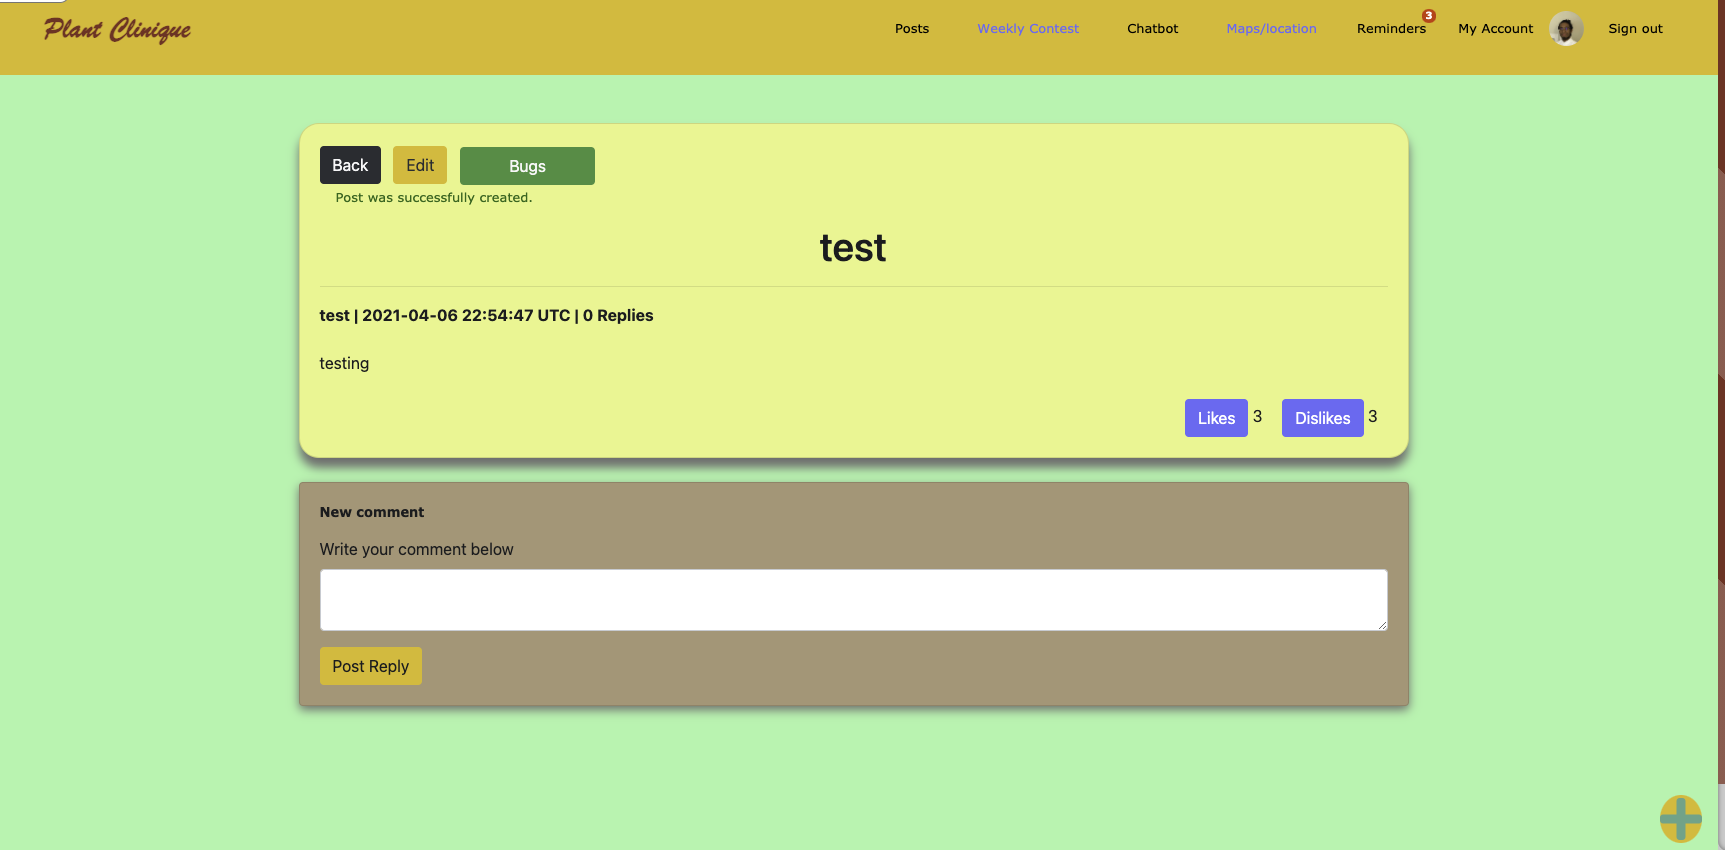 Plant Clinique
Posts Weekly Contest Chatbot Maps/location Reminders 3 My Account Sign out
Back Edit Bugs
Post was successfully created.
test
test | 2021-04-06 22:54:47 UTC | 0 Replies
testing
Likes 3 Dislikes 3
New comment
Write your comment below
Post Reply